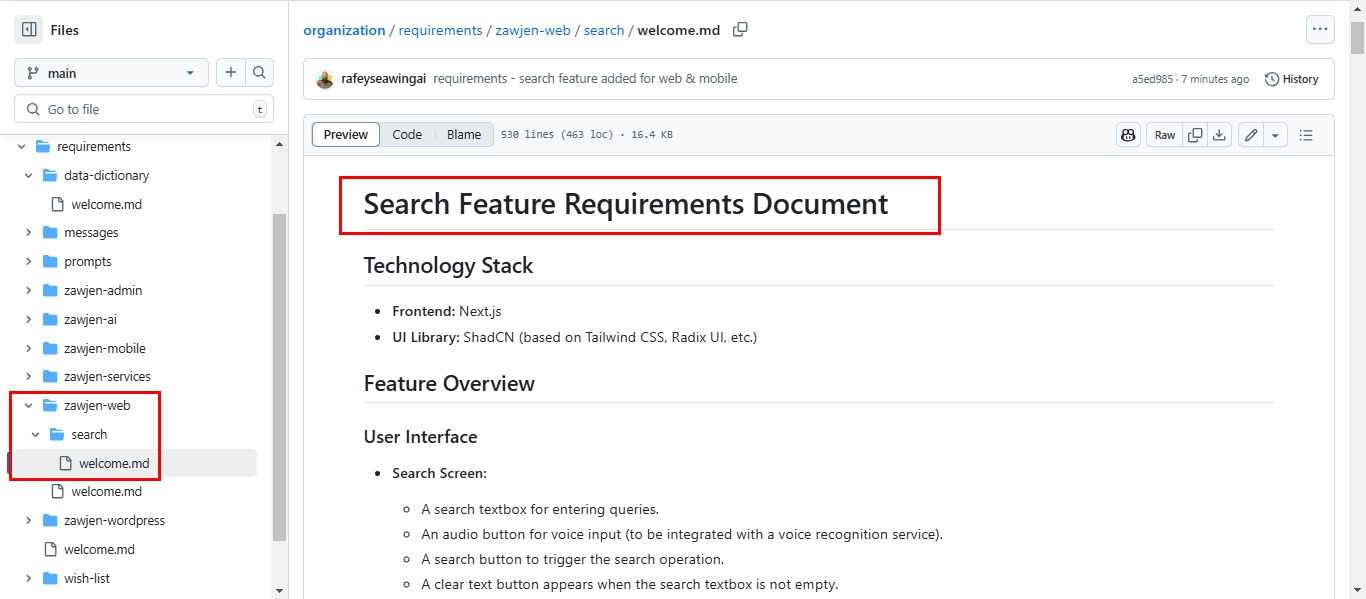 Files
main
Go to file
t
requirements
data-dictionary
welcome.md
messages
prompts
zawjen-admin
zawjen-ai
zawjen-mobile
zawjen-services
zawjen-web
search
welcome.md
welcome.md
zawjen-wordpress
welcome.md
wish-list
organization / requirements / zawjen-web / search / welcome.md
rafeyseawingai requirements - search feature added for web & mobile
a5ed985 · 7 minutes ago History
Preview Code Blame 530 lines (463 loc) · 16.4 KB
Raw
Search Feature Requirements Document
Technology Stack
Frontend: Next.js
UI Library: ShadCN (based on Tailwind CSS, Radix UI, etc.)
Feature Overview
User Interface
Search Screen:
A search textbox for entering queries.
An audio button for voice input (to be integrated with a voice recognition service).
A search button to trigger the search operation.
A clear text button appears when the search textbox is not empty.